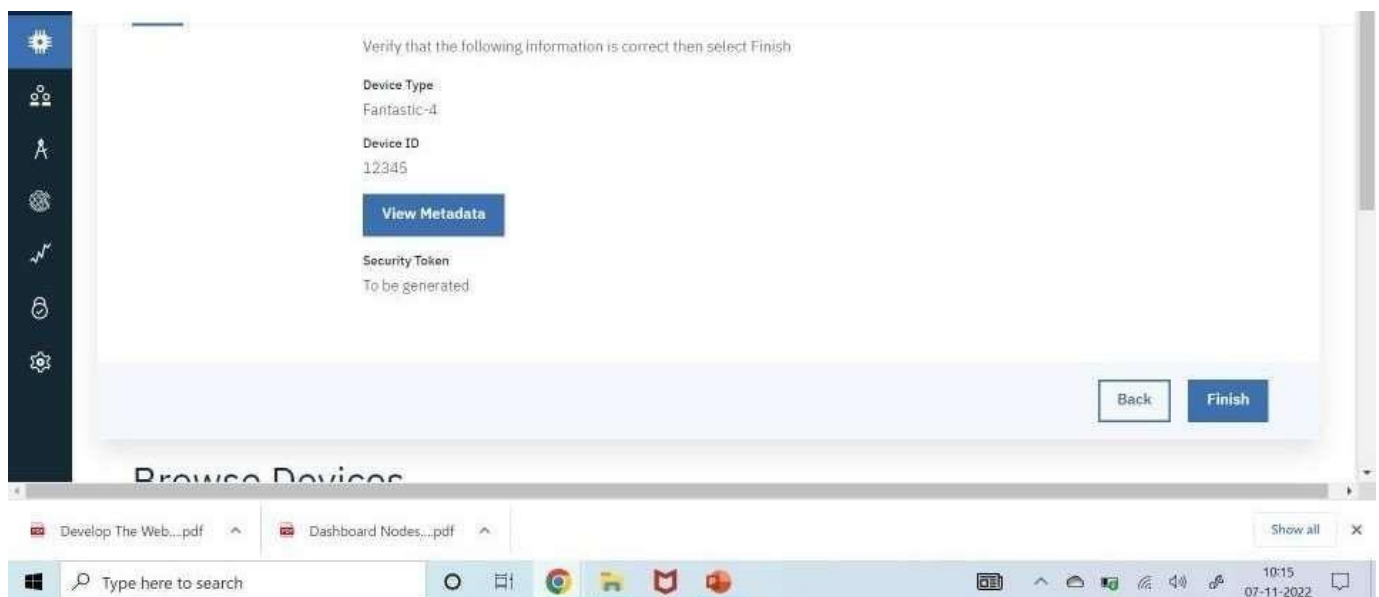 Verify that the following information is correct then select Finish
Device Type
Fantastic-4
Device ID
12345
View Metadata
Security Token
To be generated
Back
Finish
Browse Devices
Develop The Web....pdf
Dashboard Nodes....pdf
Show all
Type here to search
10:15
07-11-2022